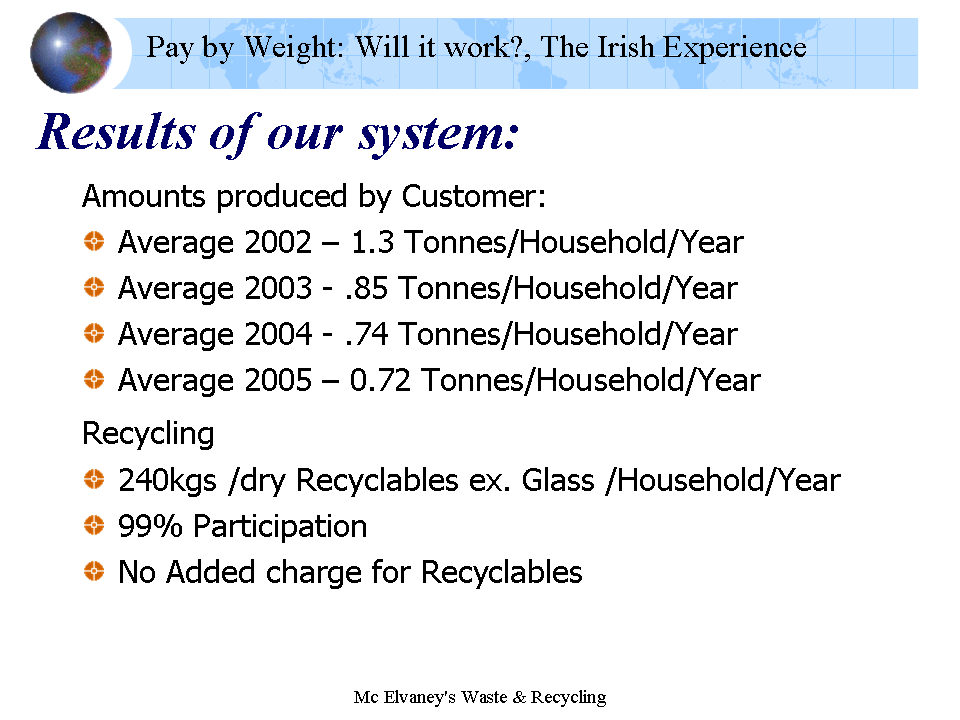 Pay by Weight: Will it work?, The Irish Experience
Results of our system:
Amounts produced by Customer:
Average 2002 – 1.3 Tonnes/Household/Year
Average 2003 - .85 Tonnes/Household/Year
Average 2004 - .74 Tonnes/Household/Year
Average 2005 – 0.72 Tonnes/Household/Year
Recycling
240kgs /dry Recyclables ex. Glass /Household/Year
99% Participation
No Added charge for Recyclables
Mc Elvaney's Waste & Recycling